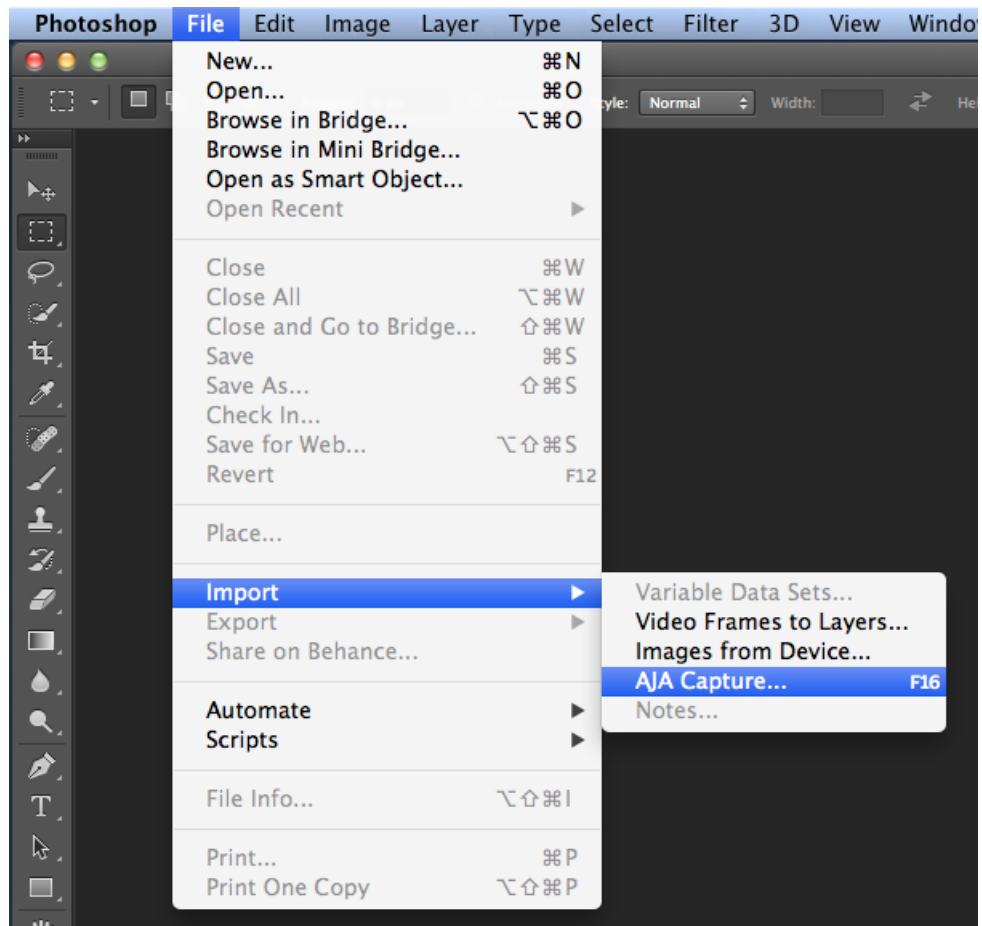 Photoshop File Edit Image Layer Type Select Filter 3D View Windo
New... ⌘N
Open... ⌘O
Style: Normal Width: He
Browse in Bridge... ⌥⌘O
Browse in Mini Bridge...
Open as Smart Object...
Open Recent
Close ⌘W
Close All ⌥⌘W
Close and Go to Bridge... ⇧⌘W
Save ⌘S
Save As... ⇧⌘S
Check In...
Save for Web... ⌥⇧⌘S
Revert F12
Place...
Import
Export
Share on Behance...
Variable Data Sets...
Video Frames to Layers...
Images from Device...
AJA Capture... F16
Notes...
Automate
Scripts
File Info... ⌥⇧⌘I
Print... ⌘P
Print One Copy ⌥⇧⌘P